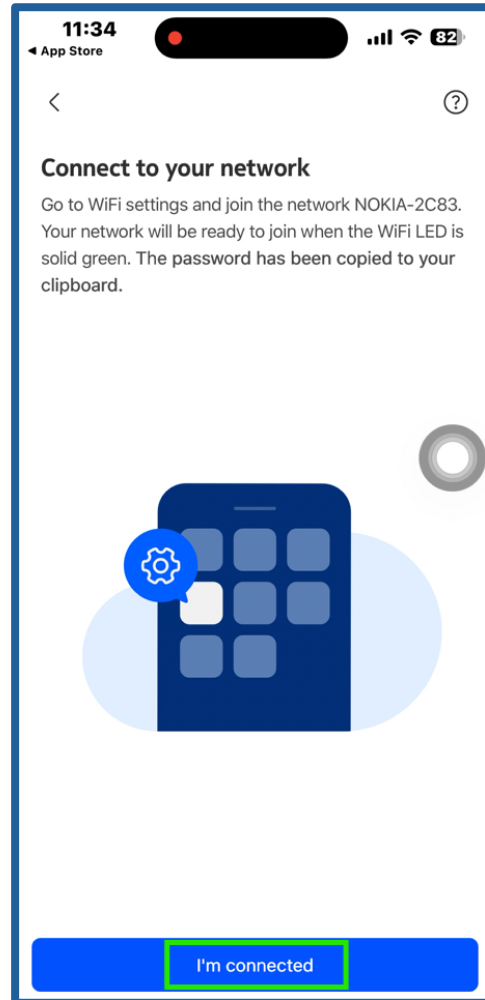 11:34
82
◀ App Store
?
Connect to your network
Go to WiFi settings and join the network NOKIA-2C83.
Your network will be ready to join when the WiFi LED is
solid green. The password has been copied to your
clipboard.
I'm connected